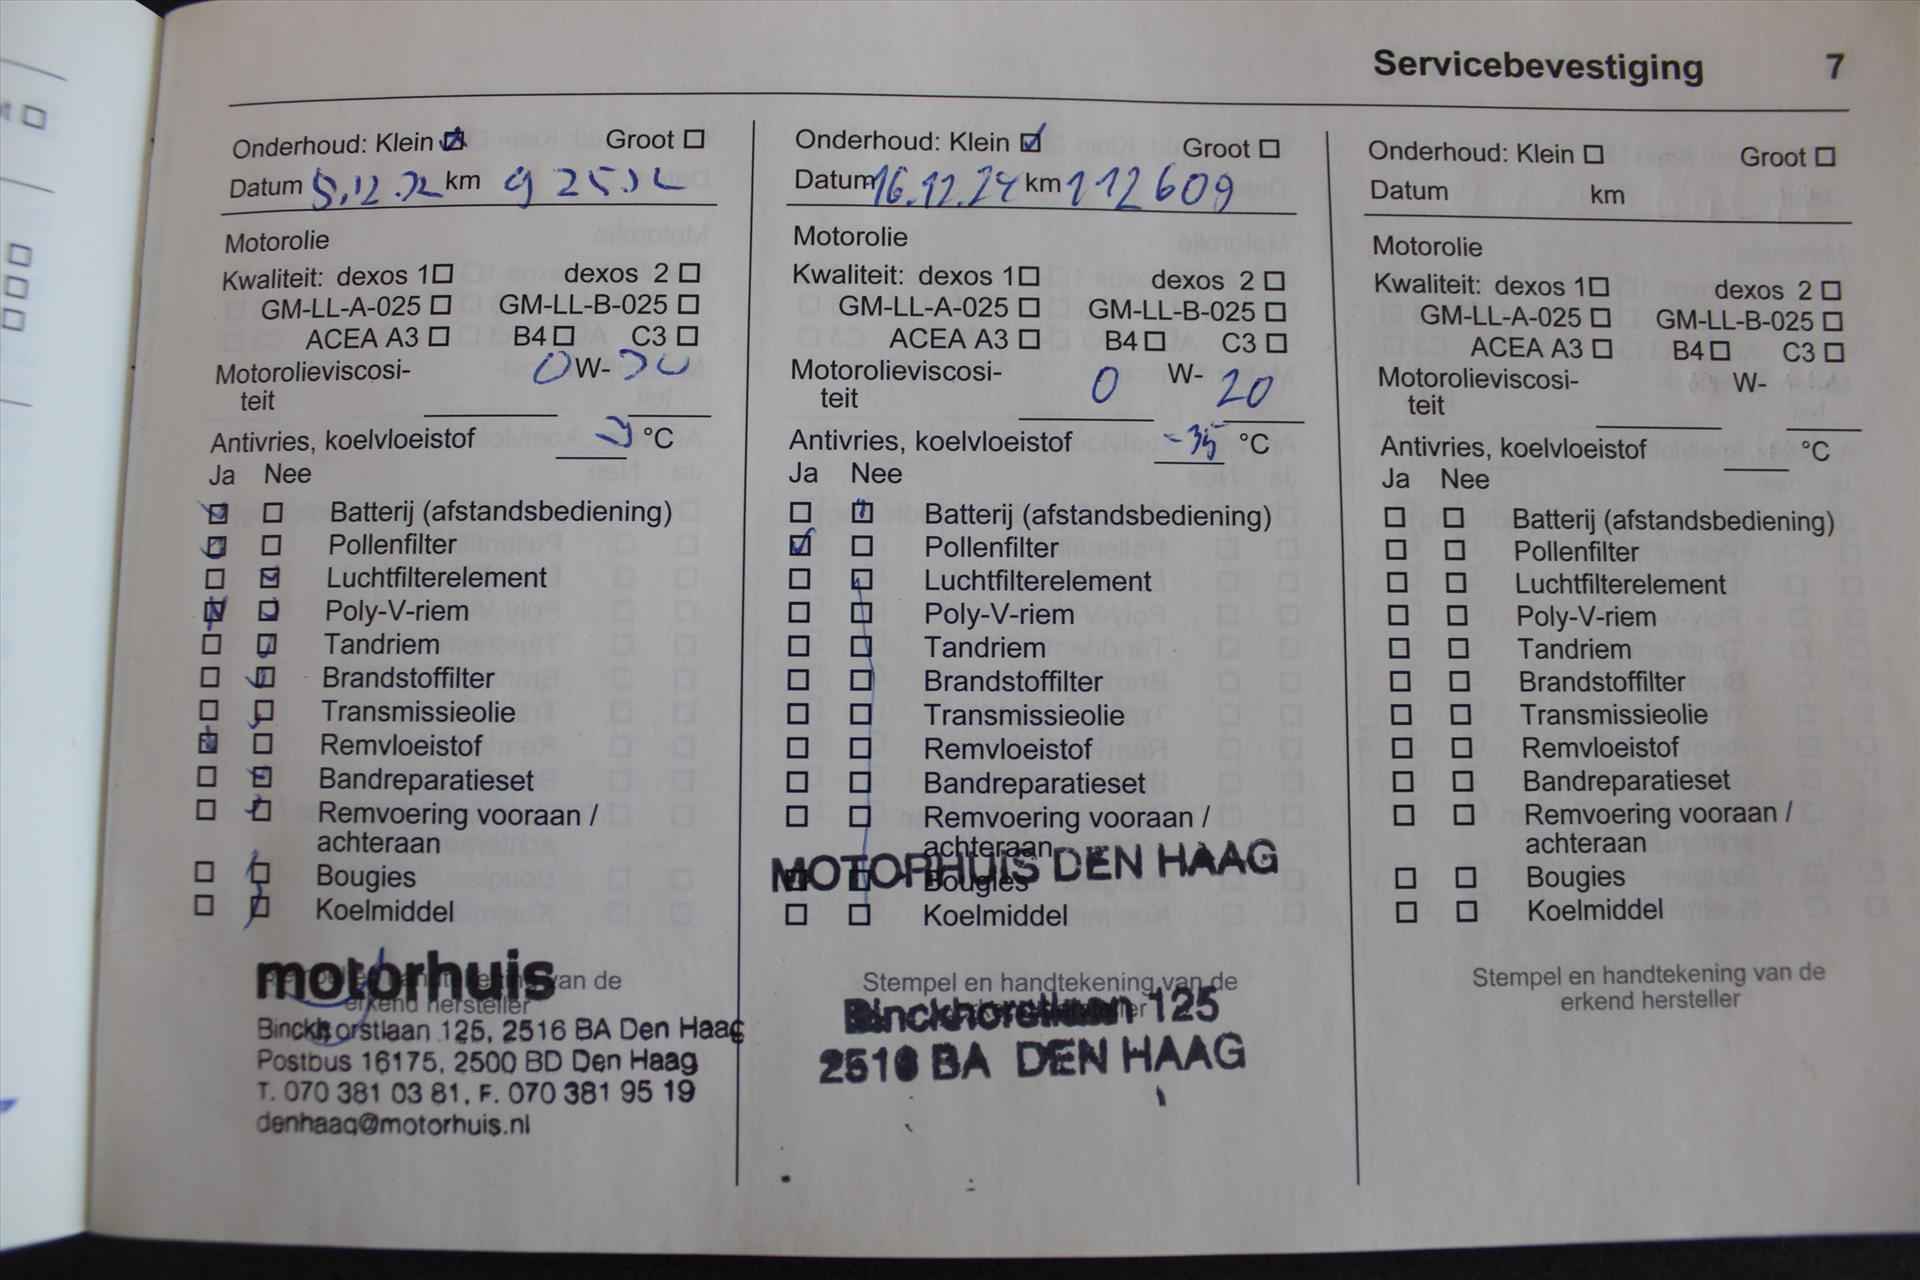 Servicebevestiging 7
Onderhoud: Klein Groot
Datum km
Motorolie
Kwaliteit: dexos 1 dexos 2
GM-LL-A-025 GM-LL-B-025
ACEA A3 B4 C3
Motorolieviscosi- 0 W-
teit
Antivries, koelvloeistof °C
Ja Nee
Batterij (afstandsbediening)
Pollenfilter
Luchtfilterelement
Poly-V-riem
Tandriem
Brandstoffilter
Transmissieolie
Remvloeistof
Bandreparatieset
Remvoering vooraan /
achteraan
Bougies
Koelmiddel
van de
erkend hersteller
motorhuis
Binckhorstlaan 125, 2516 BA Den Haag
Postbus 16175, 2500 BD Den Haag
T. 070 381 03 81, F. 070 381 95 19
denhaag@motorhuis.nl
Onderhoud: Klein Groot
Datum 16.12.24 km 112609
Motorolie
Kwaliteit: dexos 1 dexos 2
GM-LL-A-025 GM-LL-B-025
ACEA A3 B4 C3
Motorolieviscosi- 0 W- 20
teit
Antivries, koelvloeistof -35 °C
Ja Nee
Batterij (afstandsbediening)
Pollenfilter
Luchtfilterelement
Poly-V-riem
Tandriem
Brandstoffilter
Transmissieolie
Remvloeistof
Bandreparatieset
Remvoering vooraan /
achteraan
MOTORHUIS DEN HAAG
Bougies
Koelmiddel
Stempel en handtekening van de
Binckhorstlaan 125
2516 BA DEN HAAG
Onderhoud: Klein Groot
Datum km
Motorolie
Kwaliteit: dexos 1 dexos 2
GM-LL-A-025 GM-LL-B-025
ACEA A3 B4 C3
Motorolieviscosi- W-
teit
Antivries, koelvloeistof °C
Ja Nee
Batterij (afstandsbediening)
Pollenfilter
Luchtfilterelement
Poly-V-riem
Tandriem
Brandstoffilter
Transmissieolie
Remvloeistof
Bandreparatieset
Remvoering vooraan /
achteraan
Bougies
Koelmiddel
Stempel en handtekening van de
erkend hersteller